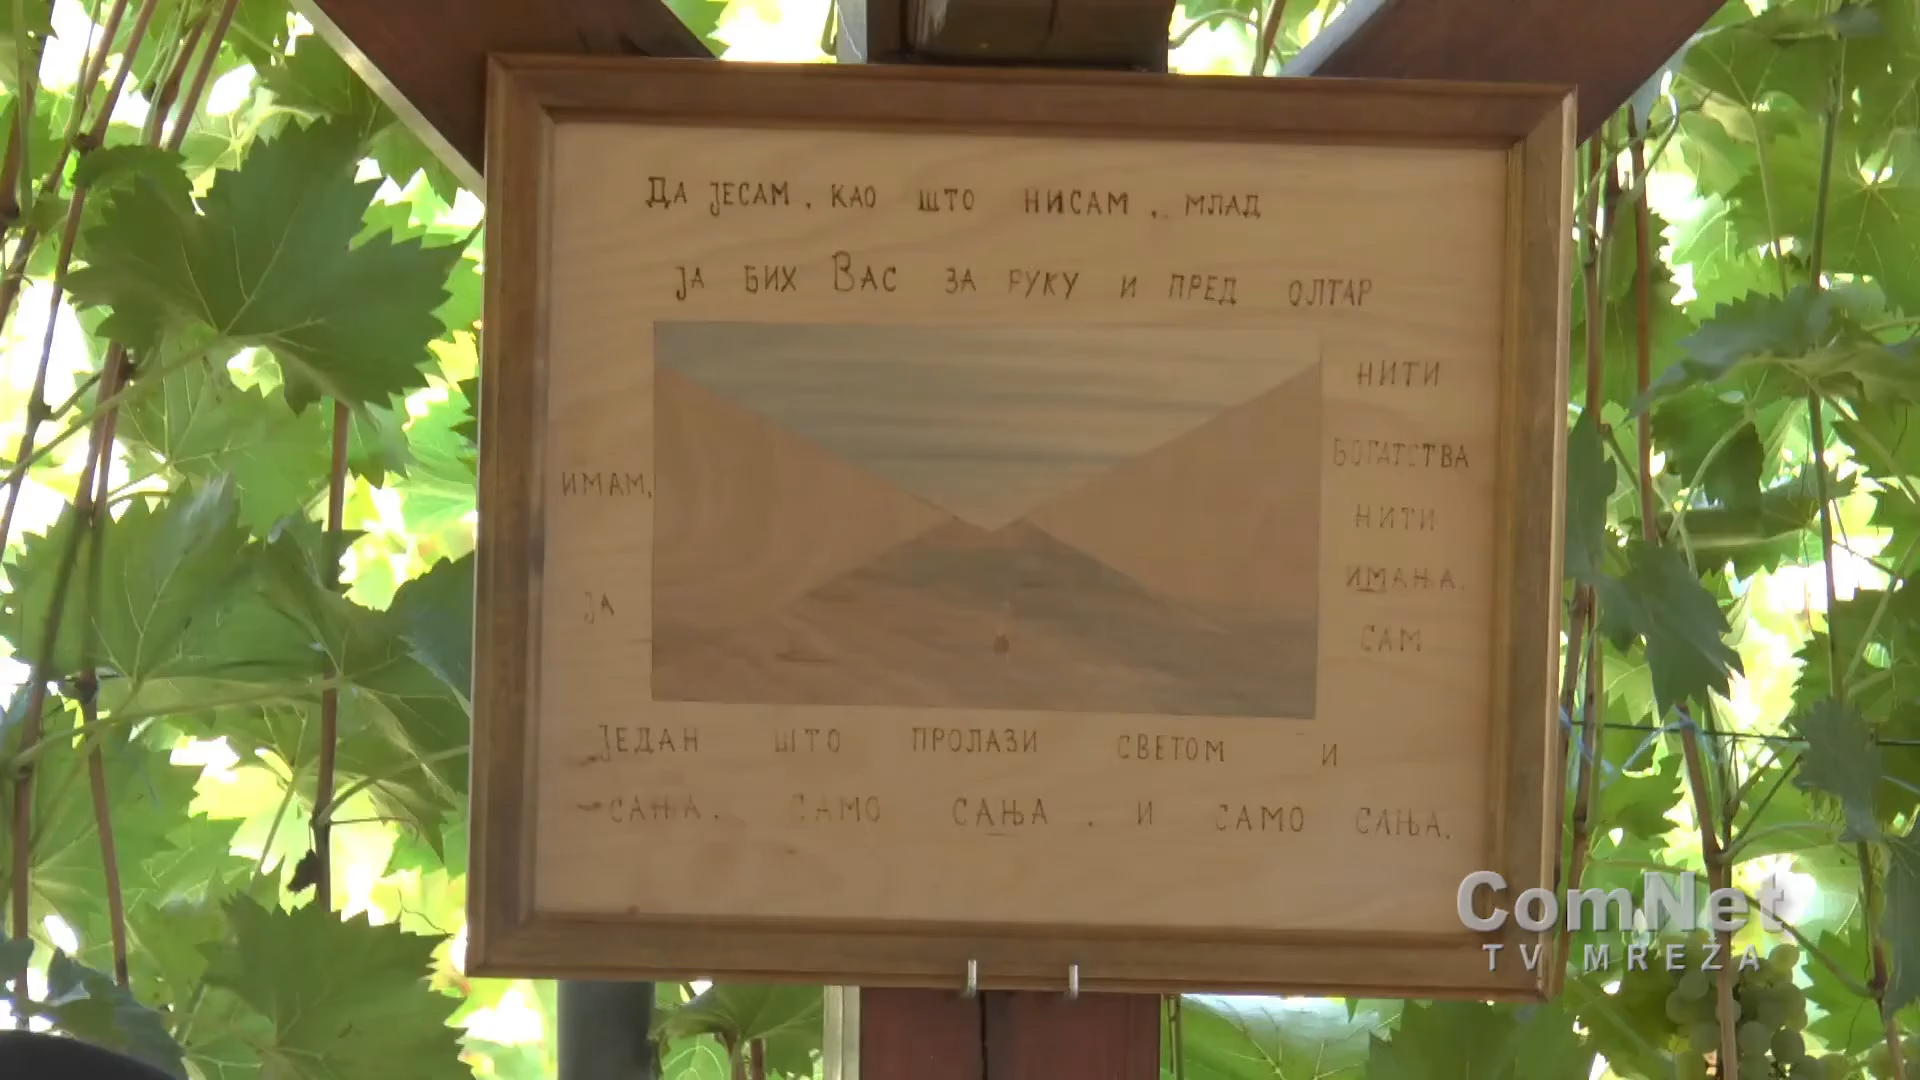 Да јесам, као што нисам, млад
ја бих Вас за руку и пред олтар
нити
богатства
имам,
нити
имања.
ја
сам
један што пролази светом и
сања. само сања. и само сања.
ComNet
TV MREŽA